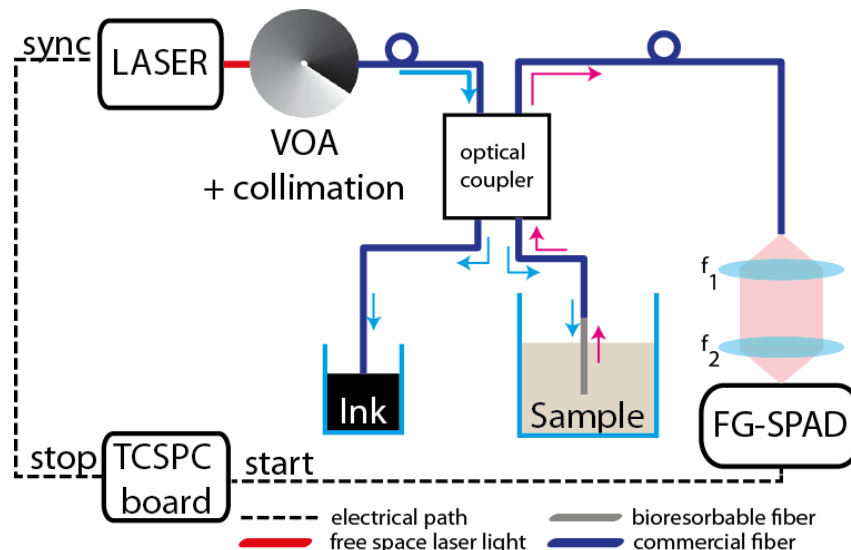 sync
LASER
VOA
+ collimation
optical
coupler
f1
f2
Ink
Sample
FG-SPAD
stop
TCSPC
board
start
electrical path
bioresorbable fiber
free space laser light
commercial fiber